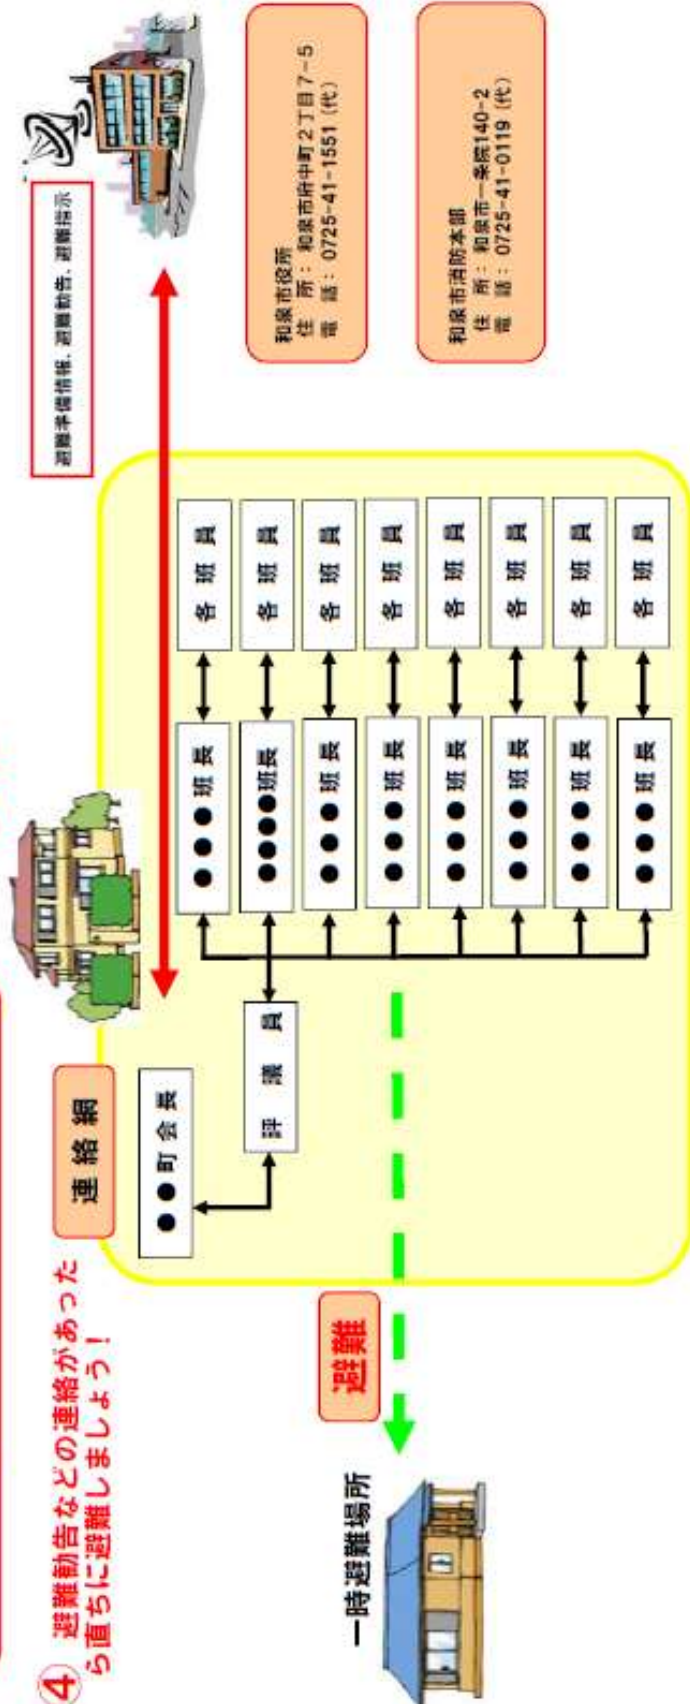 ④ 避難勧告などの連絡があった
ら直ちに避難しましょう！
連絡網
避難準備情報、避難勧告、避難指示
●●町会長
評議員
●●●班長 各班員
●●●●班長 各班員
●●●班長 各班員
●●●班長 各班員
●●●班長 各班員
●●●班長 各班員
●●●班長 各班員
●●●班長 各班員
和泉市役所
住　所：和泉市府中町２丁目７−５
電　話：0725-41-1551（代）
和泉市消防本部
住　所：和泉市一条院140-2
電　話：0725-41-0119（代）
避難
一時避難場所